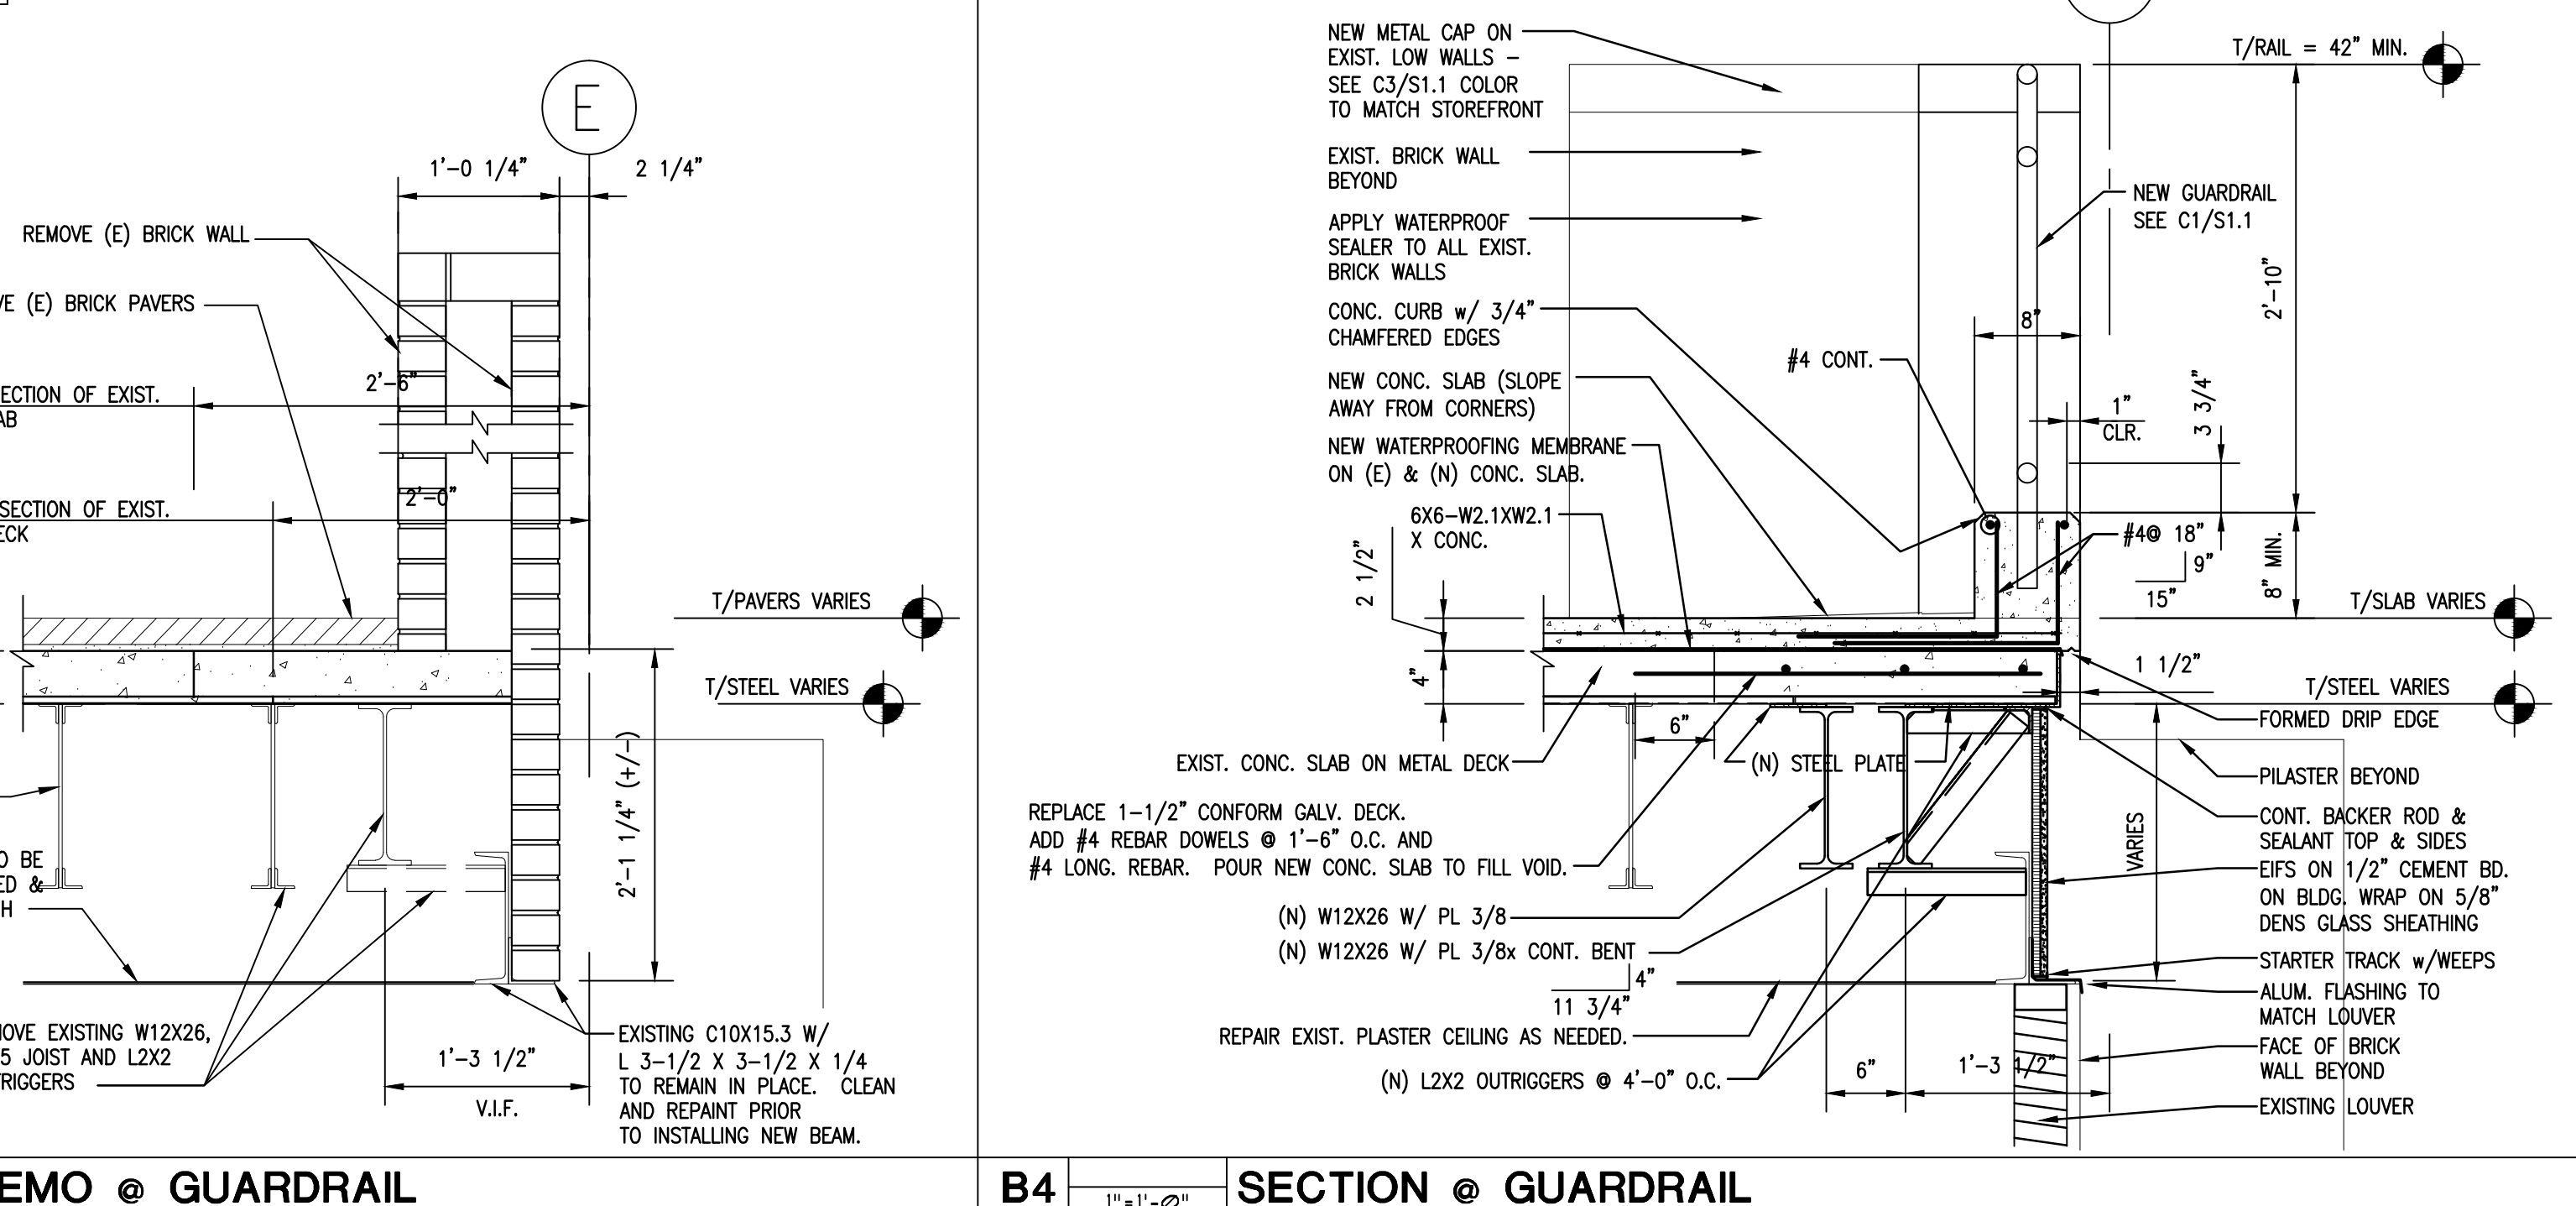 E
1'-0 1/4"
2 1/4"
REMOVE (E) BRICK WALL
(E) BRICK PAVERS
2'-6"
OF EXIST.
2'-0"
SECTION OF EXIST.
T/PAVERS VARIES
T/STEEL VARIES
2'-1 1/4" (+/-)
BE
&
EXISTING W12X26,
JOIST AND L2X2
1'-3 1/2"
V.I.F.
EXISTING C10X15.3 W/
L 3-1/2 X 3-1/2 X 1/4
TO REMAIN IN PLACE. CLEAN
AND REPAINT PRIOR
TO INSTALLING NEW BEAM.
@ GUARDRAIL
NEW METAL CAP ON
EXIST. LOW WALLS -
SEE C3/S1.1 COLOR
TO MATCH STOREFRONT
EXIST. BRICK WALL
BEYOND
APPLY WATERPROOF
SEALER TO ALL EXIST.
BRICK WALLS
CONC. CURB w/ 3/4"
CHAMFERED EDGES
NEW CONC. SLAB (SLOPE
AWAY FROM CORNERS)
NEW WATERPROOFING MEMBRANE
ON (E) & (N) CONC. SLAB.
6X6-W2.1XW2.1
X CONC.
2 1/2"
4"
EXIST. CONC. SLAB ON METAL DECK
REPLACE 1-1/2" CONFORM GALV. DECK.
ADD #4 REBAR DOWELS @ 1'-6" O.C. AND
#4 LONG. REBAR. POUR NEW CONC. SLAB TO FILL VOID.
(N) W12X26 W/ PL 3/8
(N) W12X26 W/ PL 3/8x CONT. BENT
4"
11 3/4"
REPAIR EXIST. PLASTER CEILING AS NEEDED.
(N) L2X2 OUTRIGGERS @ 4'-0" O.C.
6"
(N) STEEL PLATE
6"
1'-3 1/2"
#4 CONT.
8"
1"
CLR.
3 3/4"
2'-10"
8" MIN.
T/RAIL = 42" MIN.
NEW GUARDRAIL
SEE C1/S1.1
#4@ 18"
9"
15"
T/SLAB VARIES
1 1/2"
T/STEEL VARIES
FORMED DRIP EDGE
PILASTER BEYOND
CONT. BACKER ROD &
SEALANT TOP & SIDES
VARIES
EIFS ON 1/2" CEMENT BD.
ON BLDG. WRAP ON 5/8"
DENS GLASS SHEATHING
STARTER TRACK w/WEEPS
ALUM. FLASHING TO
MATCH LOUVER
FACE OF BRICK
WALL BEYOND
EXISTING LOUVER
B4
1"=1'-0"
SECTION @ GUARDRAIL